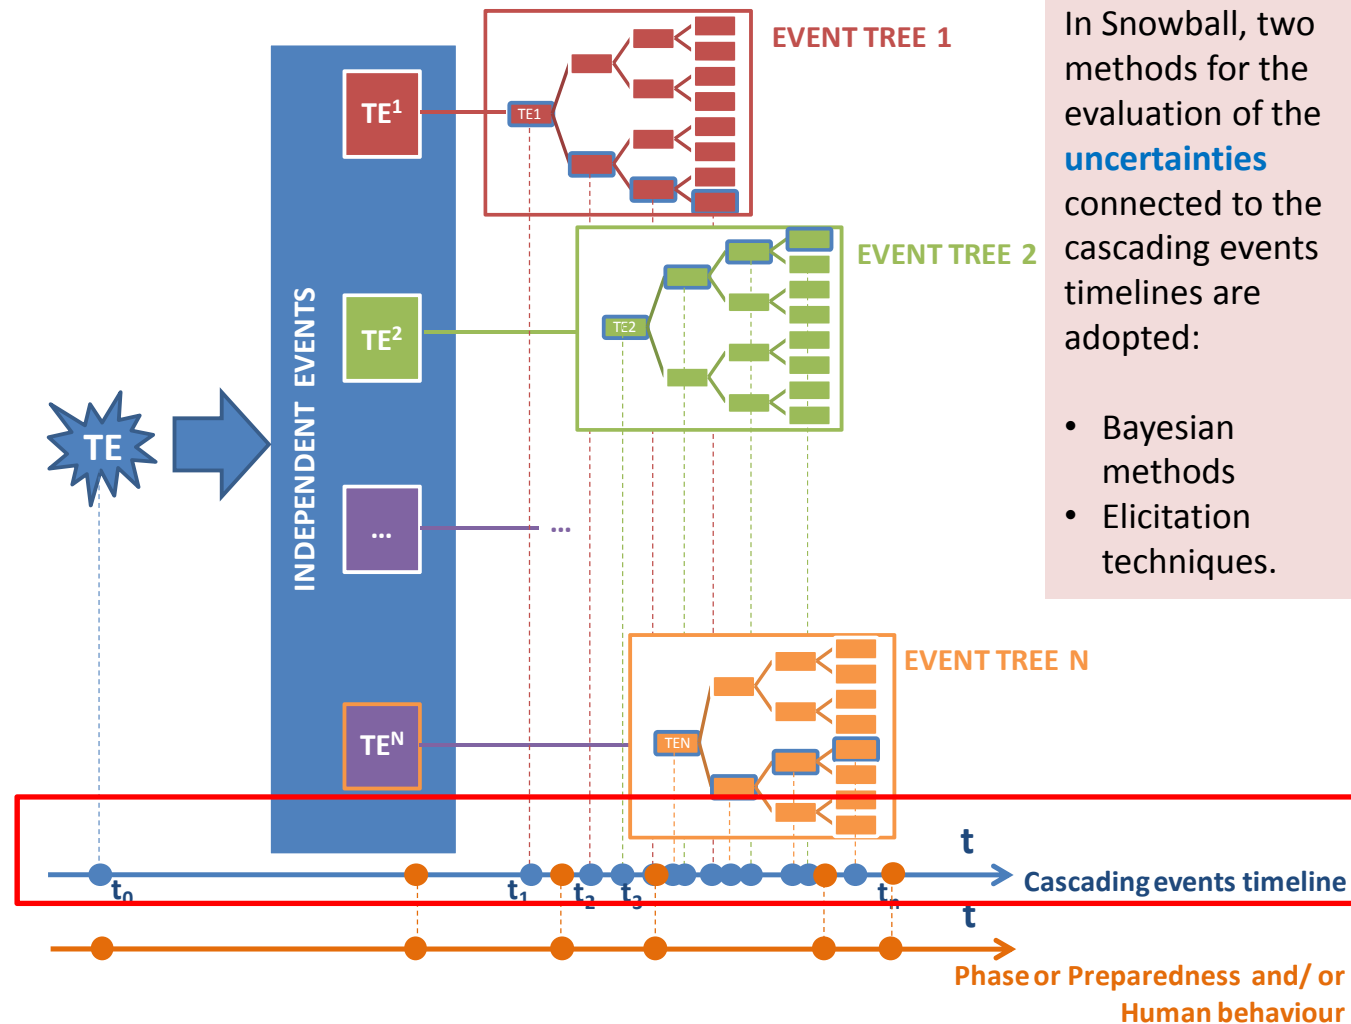 EVENT TREE 1
TE1
TE1
EVENT TREE 2
TE2
TE2
INDEPENDENT EVENTS
TE
...
...
EVENT TREE N
TEN
TEN
t
t0
t1
t2
t3
tn
Cascading events timeline
t
Phase or Preparedness and/ or
Human behaviour
In Snowball, two
methods for the
evaluation of the
uncertainties
connected to the
cascading events
timelines are
adopted:
• Bayesian
methods
• Elicitation
techniques.